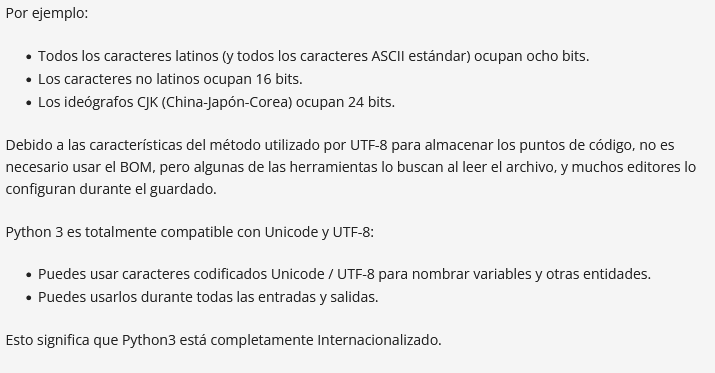 Por ejemplo:
• Todos los caracteres latinos (y todos los caracteres ASCII estándar) ocupan ocho bits.
• Los caracteres no latinos ocupan 16 bits.
• Los ideógrafos CJK (China-Japón-Corea) ocupan 24 bits.
Debido a las características del método utilizado por UTF-8 para almacenar los puntos de código, no es
necesario usar el BOM, pero algunas de las herramientas lo buscan al leer el archivo, y muchos editores lo
configuran durante el guardado.
Python 3 es totalmente compatible con Unicode y UTF-8:
• Puedes usar caracteres codificados Unicode / UTF-8 para nombrar variables y otras entidades.
• Puedes usarlos durante todas las entradas y salidas.
Esto significa que Python3 está completamente Internacionalizado.